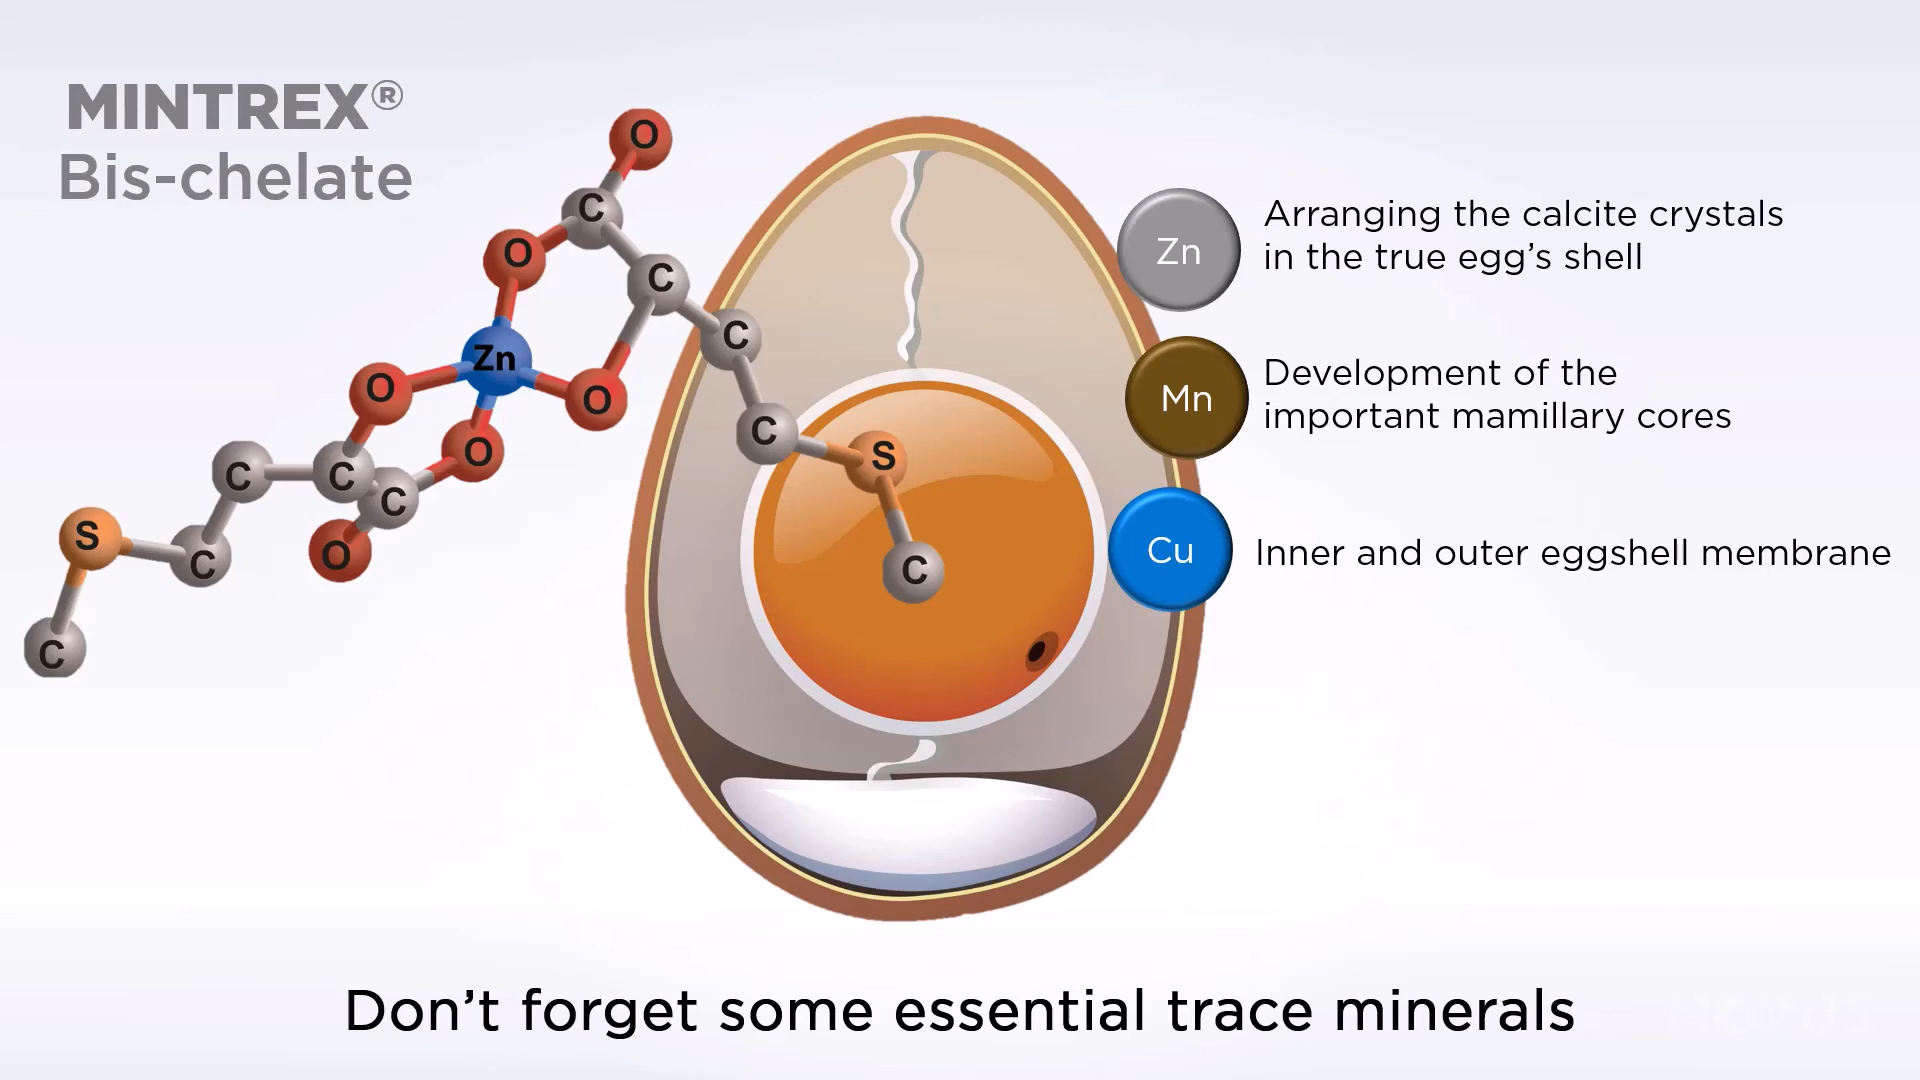 MINTREX®
Bis-chelate
O
C
O
C
Zn
C
O
O
C
O
S
C
C
C
S
C
O
C
C
Zn
Arranging the calcite crystals
in the true egg’s shell
Mn
Development of the
important mamillary cores
Cu
Inner and outer eggshell membrane
Don’t forget some essential trace minerals